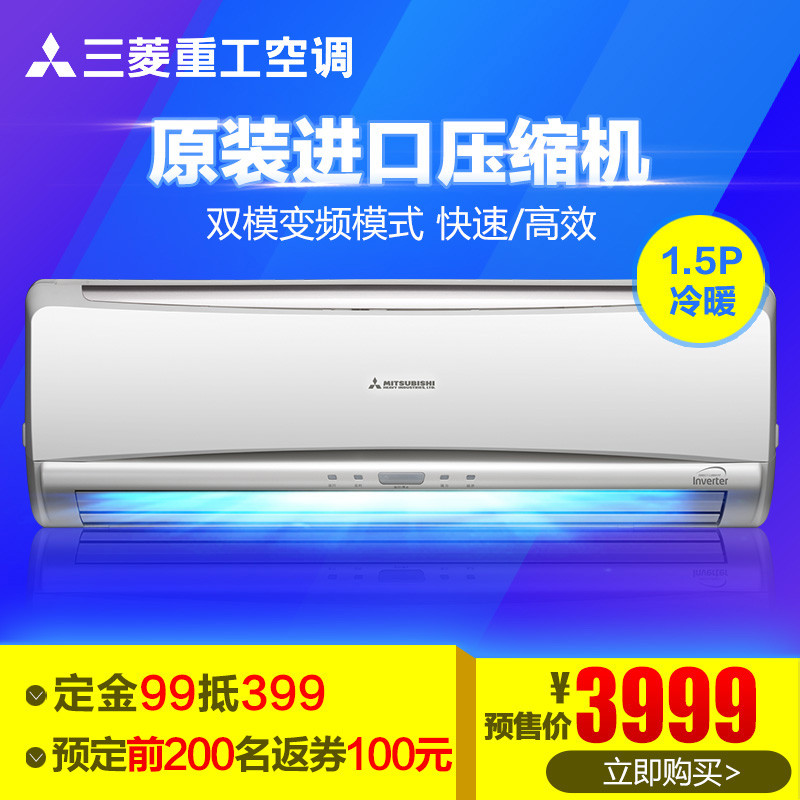 三菱重工空调
原装进口压缩机
双模变频模式 快速/高效
1.5P
冷暖
MITSUBISHI
HEAVY INDUSTRIES, LTD.
Inverter
定金99抵399
预定前200名返券100元
¥3999
预售价
立即购买>